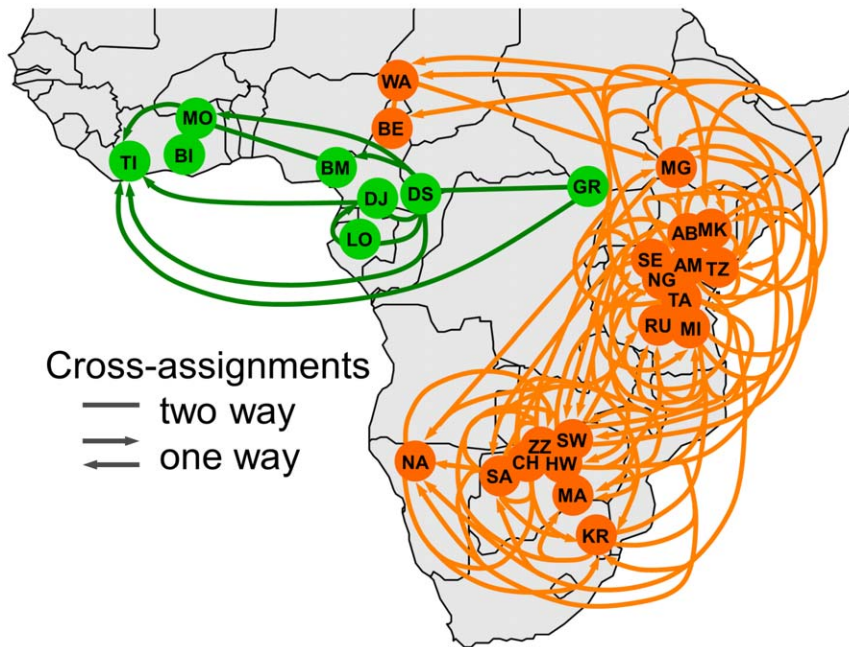 WA
MO
BE
TI
BI
BM
MG
DJ
DS
GR
LO
AB
MK
SE
AM
TZ
NG
TA
RU
MI
Cross-assignments
two way
one way
NA
ZZ
SW
SA
CH
HW
MA
KR